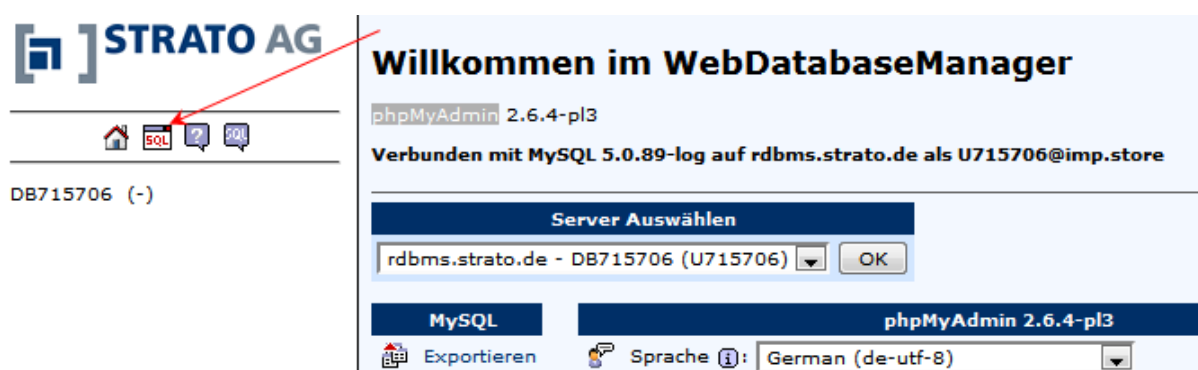 STRATO AG
SQL ? SQL
DB715706 (-)
Willkommen im WebDatabaseManager
phpMyAdmin 2.6.4-pl3
Verbunden mit MySQL 5.0.89-log auf rdbms.strato.de als U715706@imp.store
Server Auswählen
rdbms.strato.de - DB715706 (U715706) OK
MySQL
Exportieren
phpMyAdmin 2.6.4-pl3
Sprache i: German (de-utf-8)